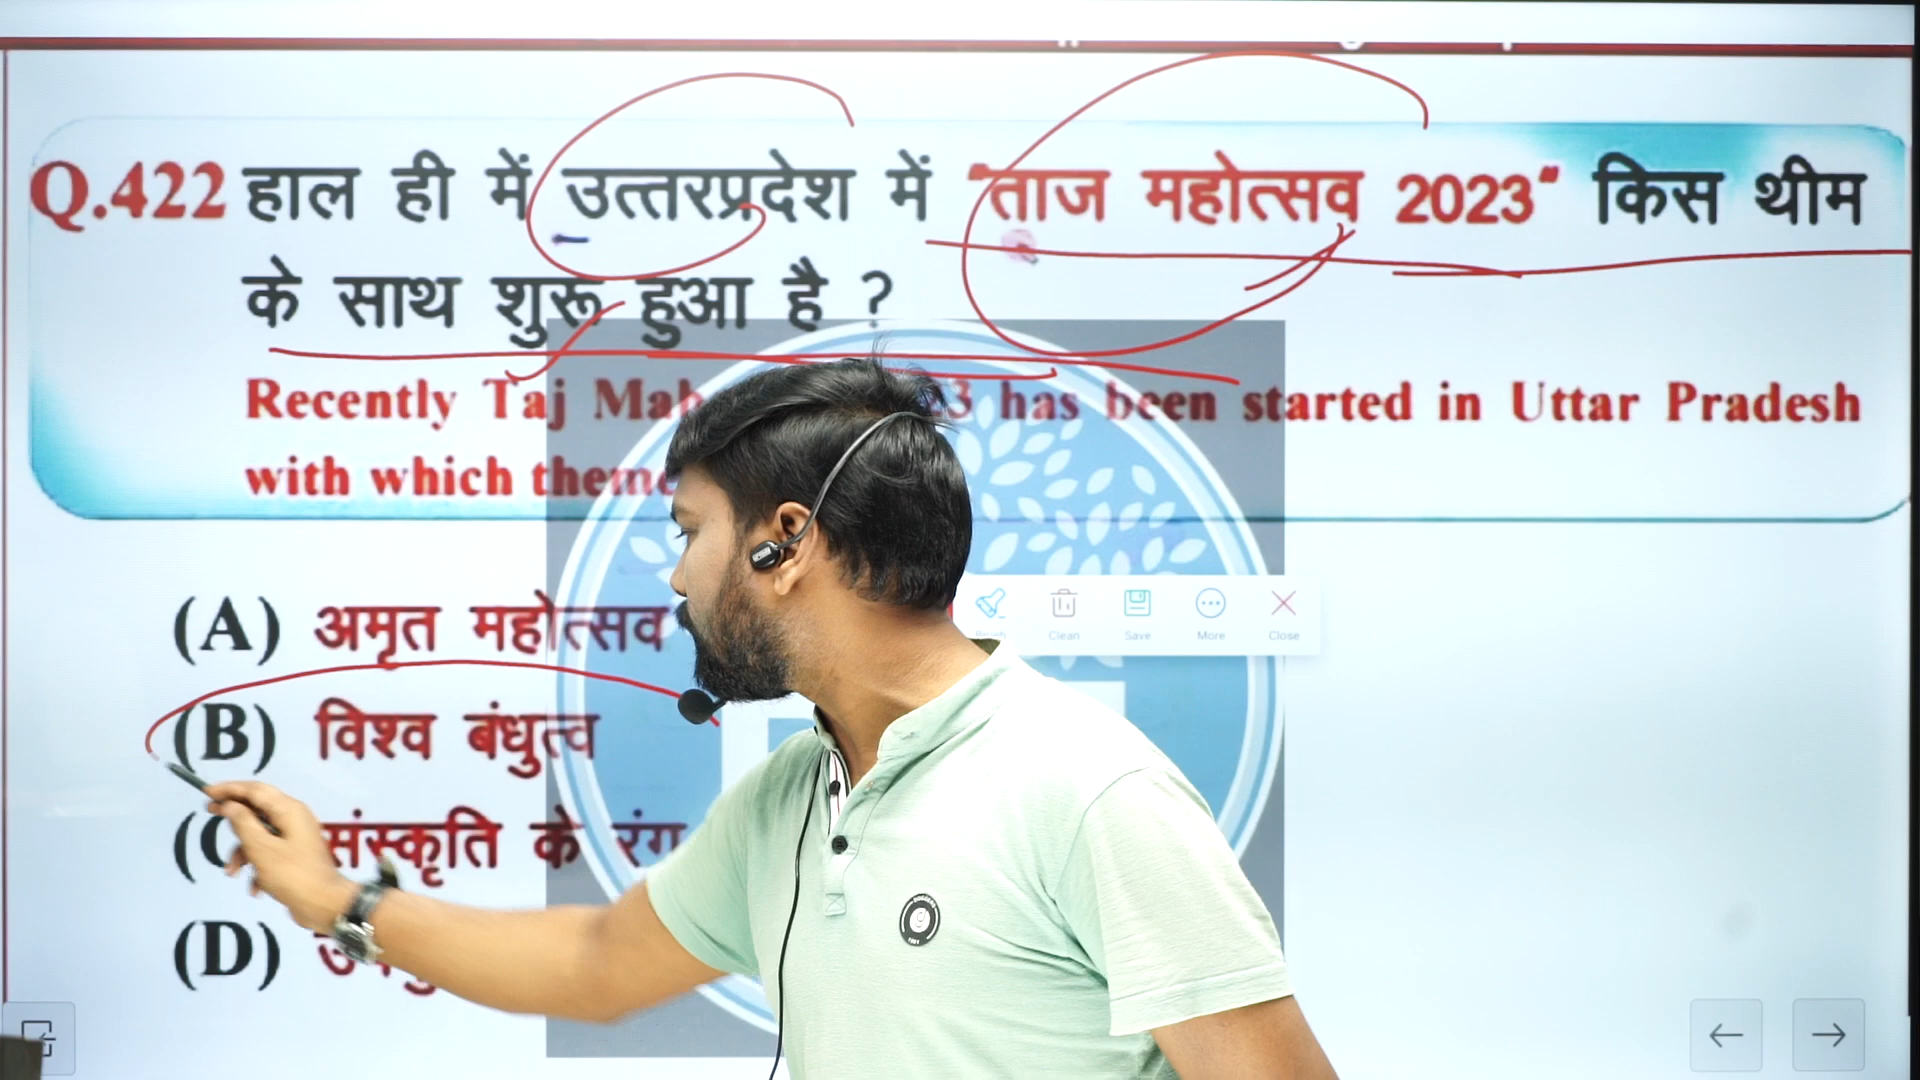 Q.422 हाल ही में उत्तरप्रदेश में "ताज महोत्सव 2023" किस थीम
के साथ शुरू हुआ है ?
Recently Taj has been started in Uttar Pradesh
with which theme
(A) अमृत महोत्सव
(B) विश्व बंधुत्व
(C) संस्कृति के रंग
(D)
Clean Save More Close